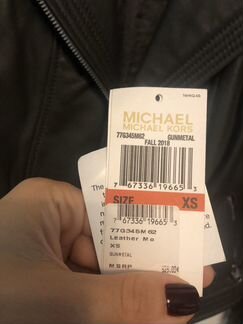 MICHAEL
MICHAEL KORS
77G345M62 GUNMETAL
FALL 2018
7 67336 19665 3
SIZE XS
7 67336 19665 3
77G345M 62
Leather Mo
XS
GUNMETAL
MSRP
The